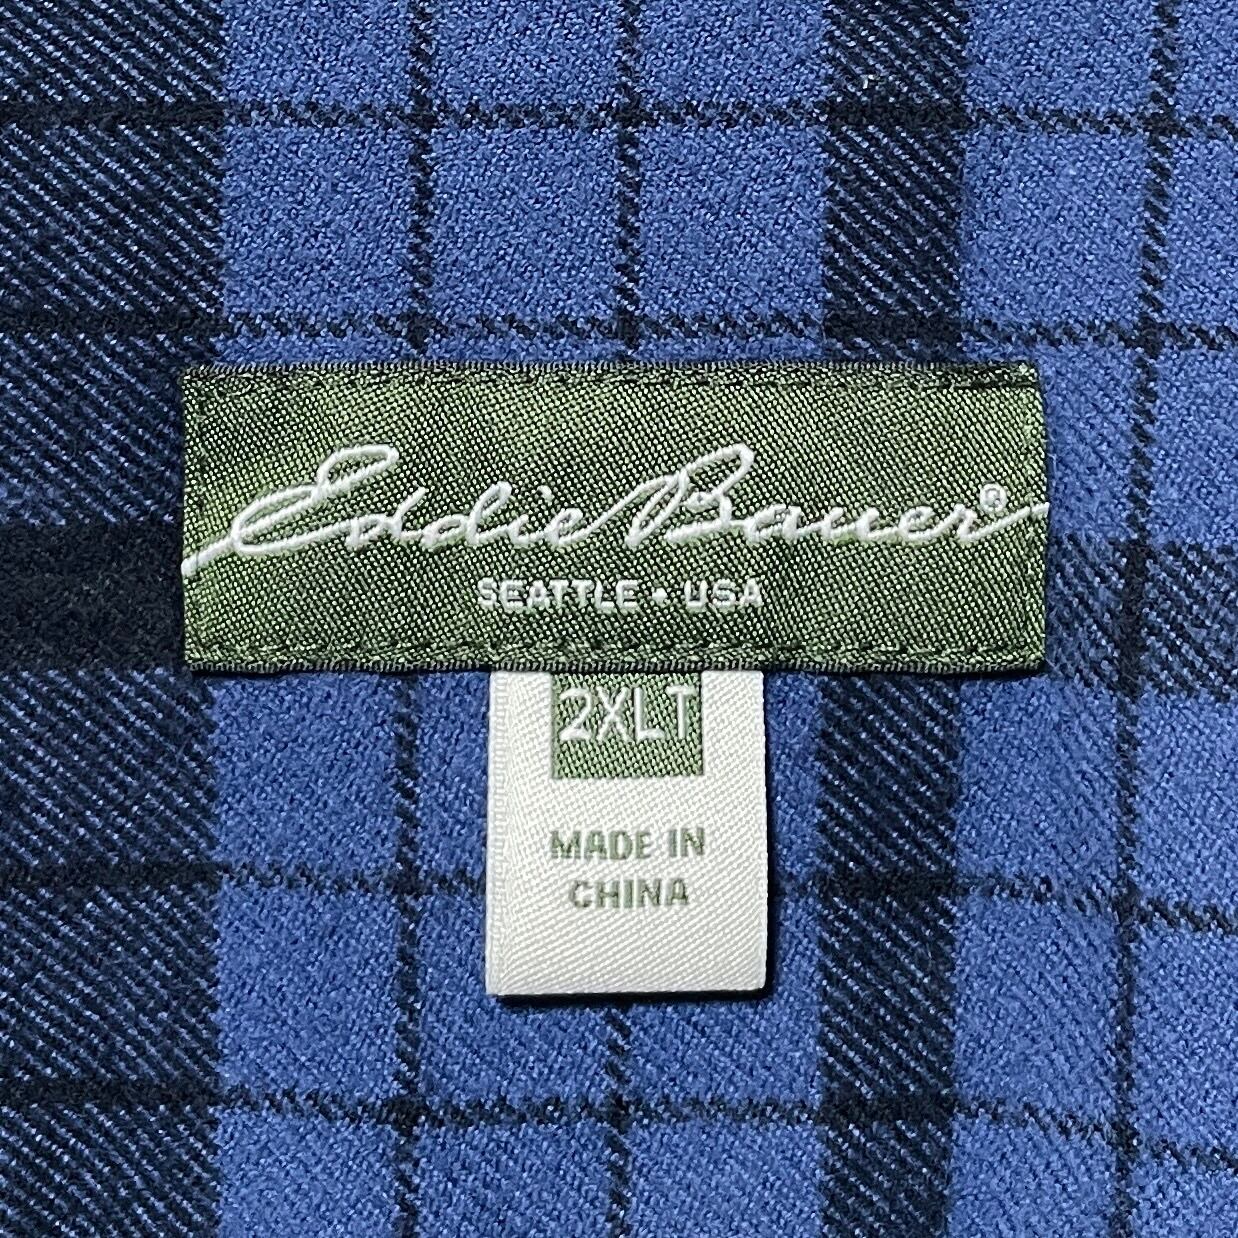 Eddie Bauer®
SEATTLE • USA
2XLT
MADE IN
CHINA